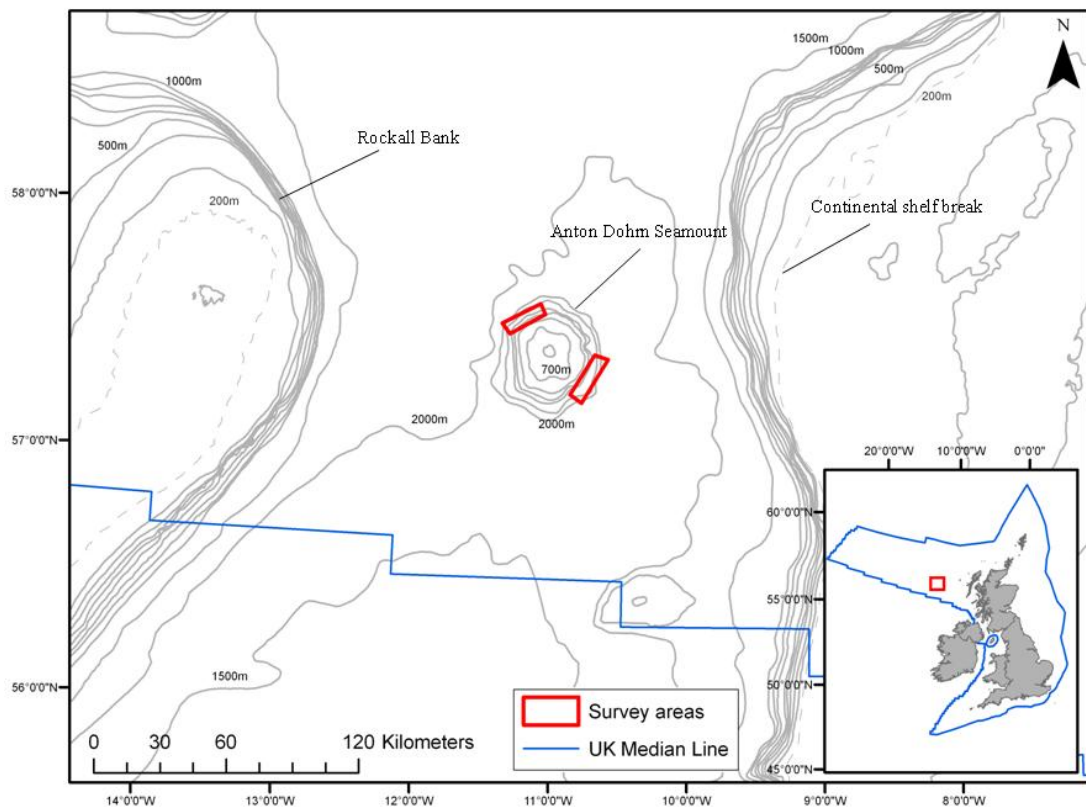 N
1500m
1000m
500m
200m
1000m
500m
200m
Rockall Bank
Continental shelf break
Anton Dohrn Seamount
700m
2000m
2000m
1500m
58°0'0"N
57°0'0"N
56°0'0"N
14°0'0"W
13°0'0"W
12°0'0"W
11°0'0"W
10°0'0"W
9°0'0"W
8°0'0"W
0 30 60 120 Kilometers
Survey areas
UK Median Line
20°0'0"W
10°0'0"W
0°0'0"
60°0'0"N
55°0'0"N
50°0'0"N
45°0'0"N